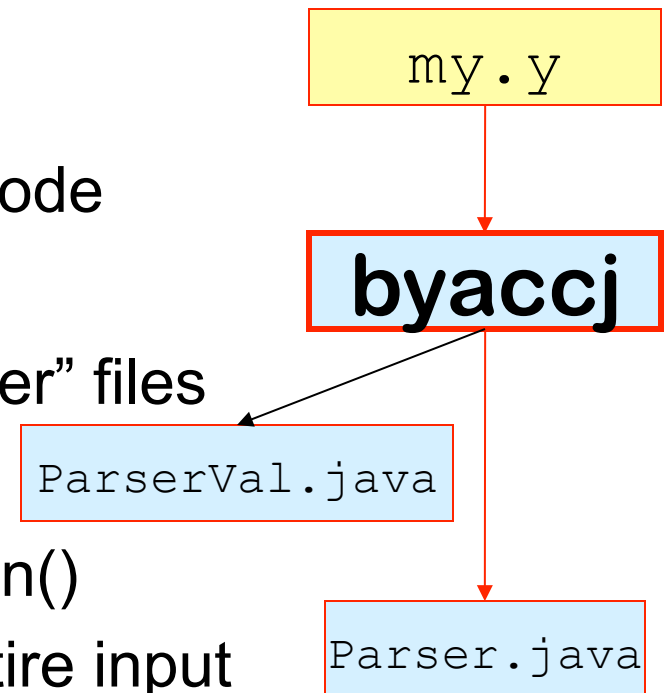 my.y
ode
byaccj
er” files
ParserVal.java
n()
tire input
Parser.java